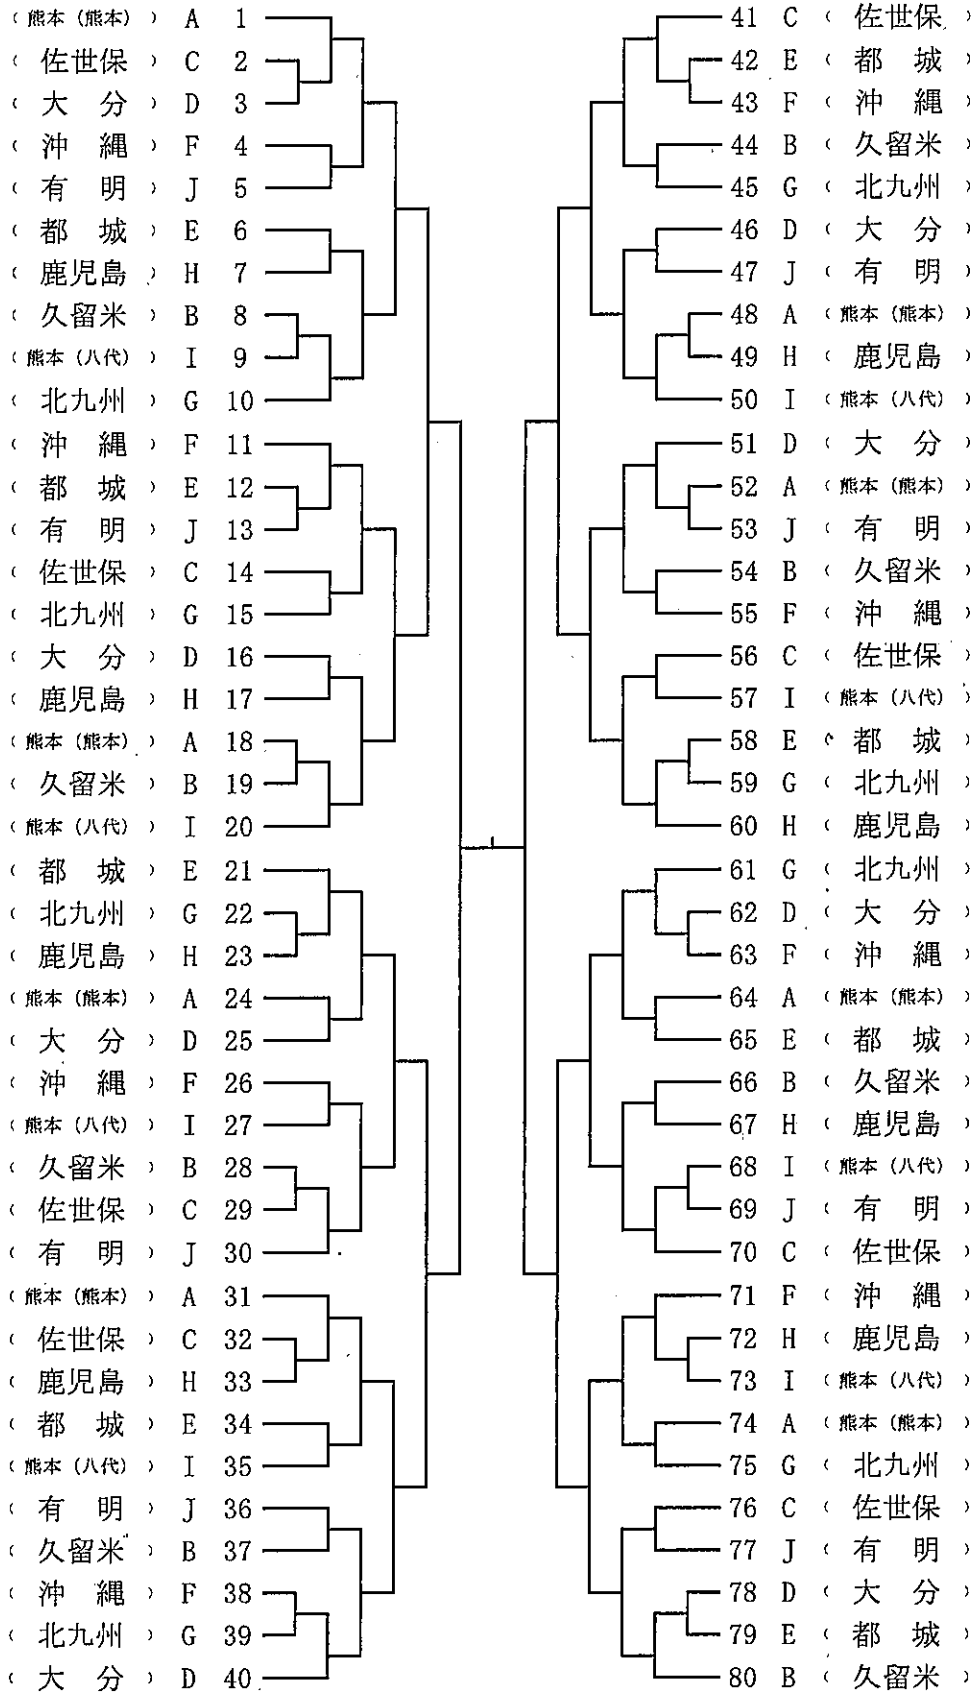 （熊本（熊本）） A 1
（佐世保） C 2
（大　分） D 3
（沖　縄） F 4
（有　明） J 5
（都　城） E 6
（鹿児島） H 7
（久留米） B 8
（熊本（八代）） I 9
（北九州） G 10
（沖　縄） F 11
（都　城） E 12
（有　明） J 13
（佐世保） C 14
（北九州） G 15
（大　分） D 16
（鹿児島） H 17
（熊本（熊本）） A 18
（久留米） B 19
（熊本（八代）） I 20
（都　城） E 21
（北九州） G 22
（鹿児島） H 23
（熊本（熊本）） A 24
（大　分） D 25
（沖　縄） F 26
（熊本（八代）） I 27
（久留米） B 28
（佐世保） C 29
（有　明） J 30
（熊本（熊本）） A 31
（佐世保） C 32
（鹿児島） H 33
（都　城） E 34
（熊本（八代）） I 35
（有　明） J 36
（久留米） B 37
（沖　縄） F 38
（北九州） G 39
（大　分） D 40
41 C （佐世保）
42 E （都　城）
43 F （沖　縄）
44 B （久留米）
45 G （北九州）
46 D （大　分）
47 J （有　明）
48 A （熊本（熊本））
49 H （鹿児島）
50 I （熊本（八代））
51 D （大　分）
52 A （熊本（熊本））
53 J （有　明）
54 B （久留米）
55 F （沖　縄）
56 C （佐世保）
57 I （熊本（八代））
58 E （都　城）
59 G （北九州）
60 H （鹿児島）
61 G （北九州）
62 D （大　分）
63 F （沖　縄）
64 A （熊本（熊本））
65 E （都　城）
66 B （久留米）
67 H （鹿児島）
68 I （熊本（八代））
69 J （有　明）
70 C （佐世保）
71 F （沖　縄）
72 H （鹿児島）
73 I （熊本（八代））
74 A （熊本（熊本））
75 G （北九州）
76 C （佐世保）
77 J （有　明）
78 D （大　分）
79 E （都　城）
80 B （久留米）